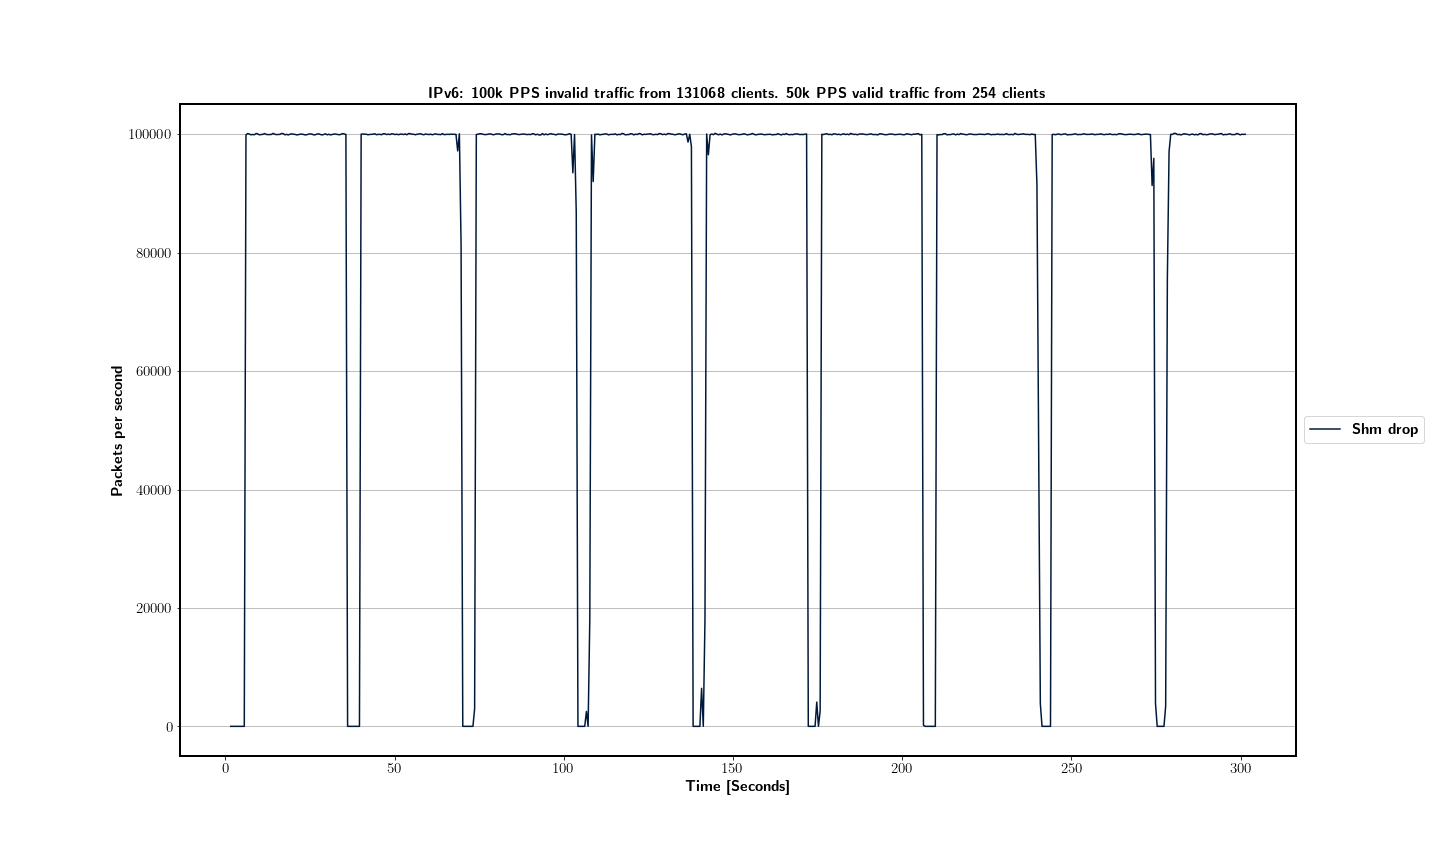 IPv6: 100k PPS invalid traffic from 131068 clients. 50k PPS valid traffic from 254 clients
100000
80000
60000
40000
20000
0
Packets per second
0 50 100 150 200 250 300
Time [Seconds]
Shm drop